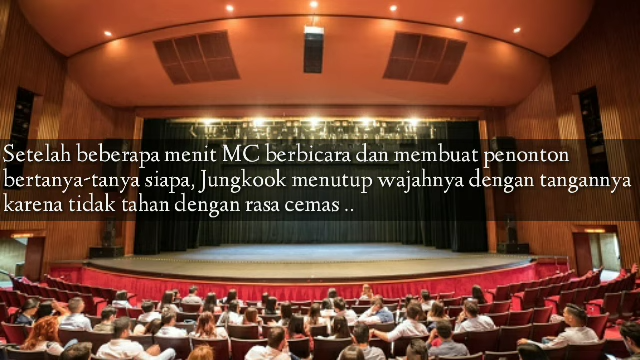 Setelah beberapa menit MC berbicara dan membuat penonton
bertanya-tanya siapa, Jungkook menutup wajahnya dengan tangannya
karena tidak tahan dengan rasa cemas ..